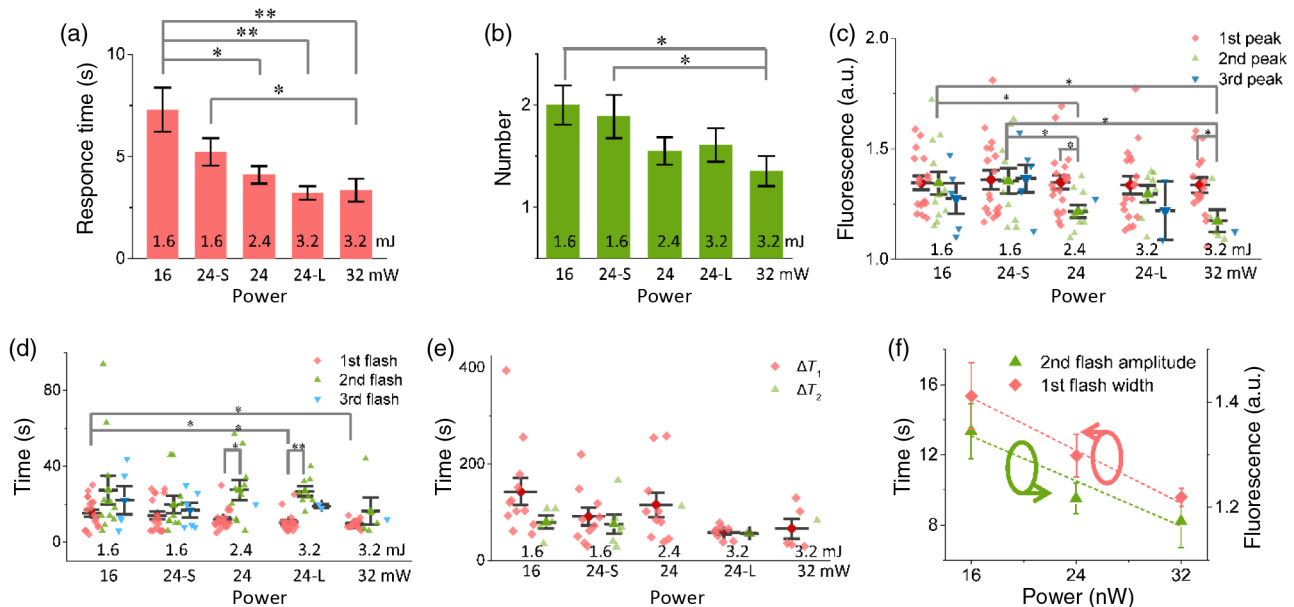 (a)
**
**
*
*
Responce time (s)
10
5
0
1.6
1.6
2.4
3.2
3.2
mJ
16
24-S
24
24-L
32 mW
Power
(b)
*
*
Number
2
1
1.6
1.6
2.4
3.2
3.2
mJ
16
24-S
24
24-L
32 mW
Power
(c)
1st peak
2nd peak
3rd peak
*
*
*
*
*
*
Fluorescence (a.u.)
2.0
1.5
1.0
1.6
1.6
2.4
3.2
3.2 mJ
16
24-S
24
24-L
32 mW
Power
(d)
1st flash
2nd flash
3rd flash
*
* *
*
**
Time (s)
80
40
0
1.6
1.6
2.4
3.2
3.2 mJ
16
24-S
24
24-L
32 mW
Power
(e)
ΔT1
ΔT2
Time (s)
400
200
0
1.6
1.6
2.4
3.2
3.2 mJ
16
24-S
24
24-L
32 mW
Power
(f)
2nd flash amplitude
1st flash width
Time (s)
16
12
8
Fluorescence (a.u.)
1.4
1.2
16
24
32
Power (nW)